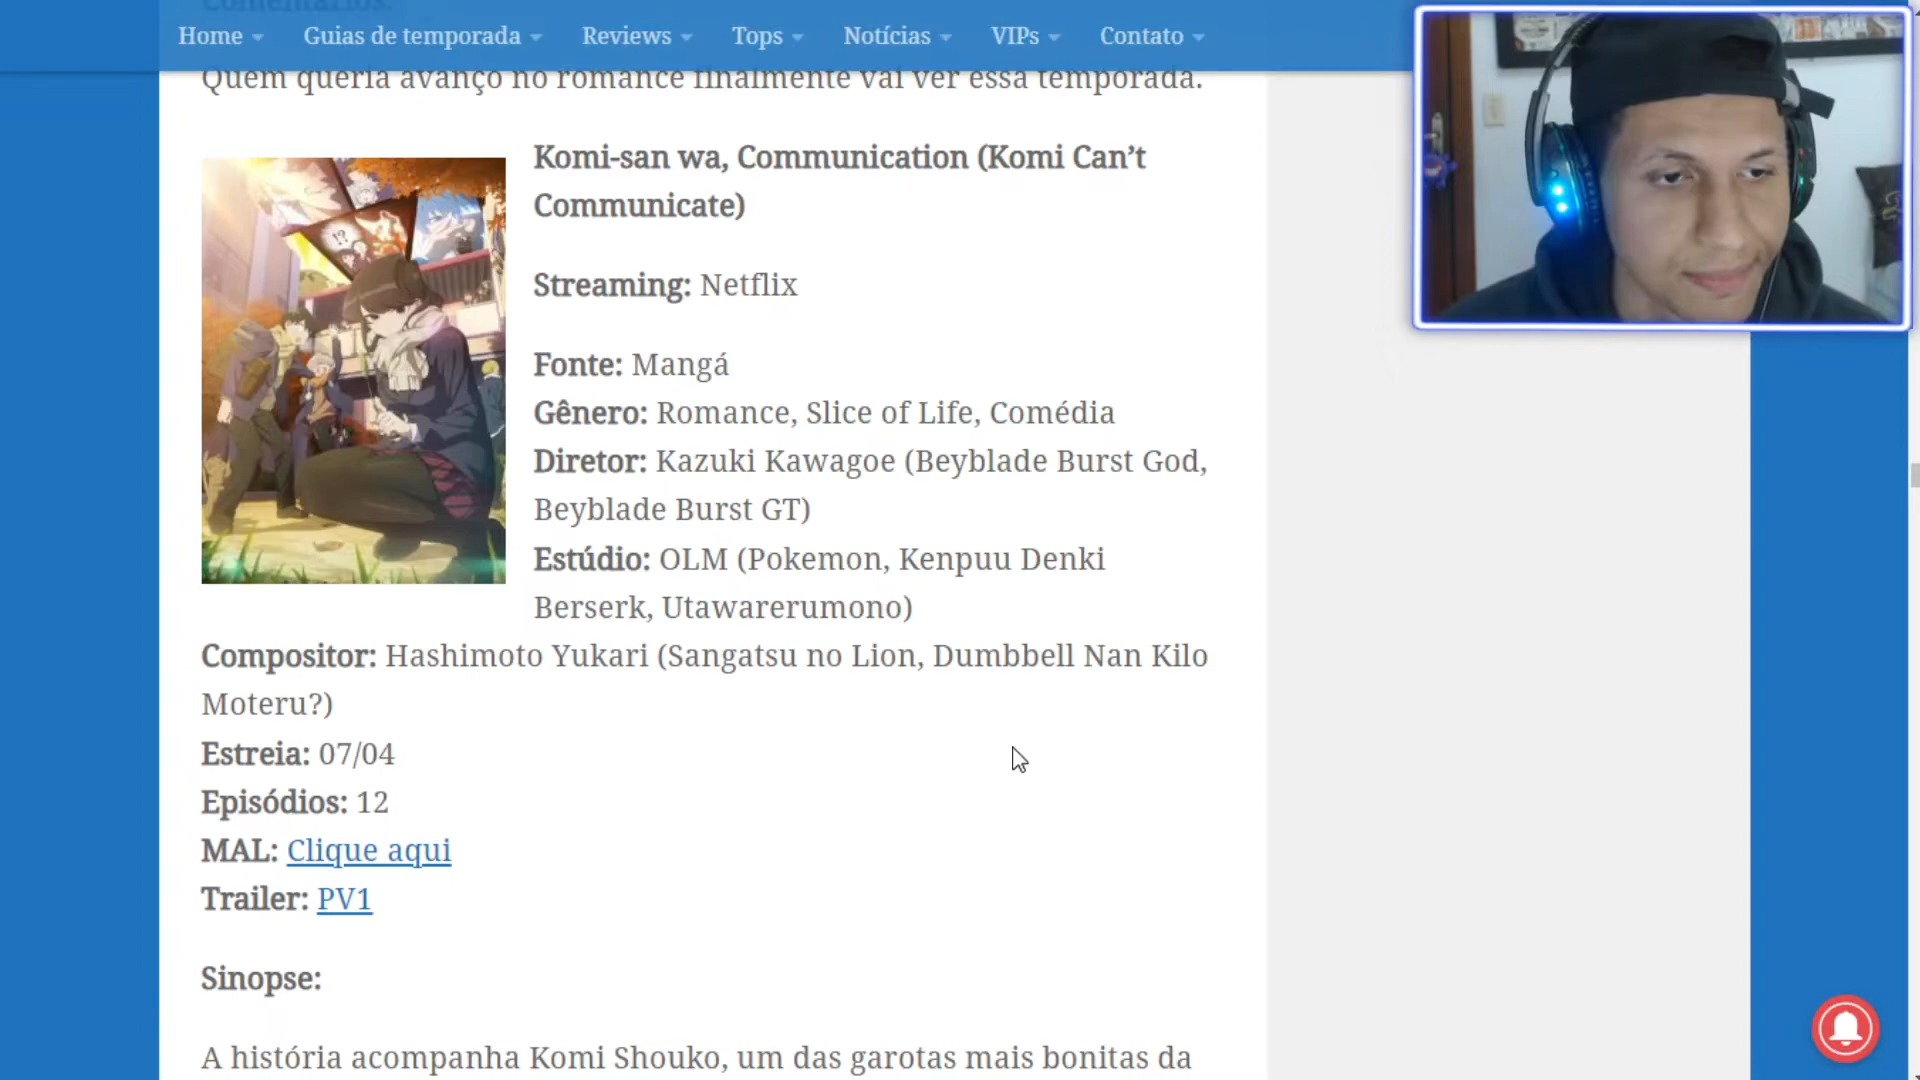 Comentários:
Home
Guias de temporada
Reviews
Tops
Notícias
VIPs
Contato
Quem queria avanço no romance finalmente vai ver essa temporada.
Komi-san wa, Communication (Komi Can’t
Communicate)
Streaming: Netflix
Fonte: Mangá
Gênero: Romance, Slice of Life, Comédia
Diretor: Kazuki Kawagoe (Beyblade Burst God,
Beyblade Burst GT)
Estúdio: OLM (Pokemon, Kenpuu Denki
Berserk, Utawarerumono)
Compositor: Hashimoto Yukari (Sangatsu no Lion, Dumbbell Nan Kilo
Moteru?)
Estreia: 07/04
Episódios: 12
MAL: Clique aqui
Trailer: PV1
Sinopse:
A história acompanha Komi Shouko, um das garotas mais bonitas da
!?